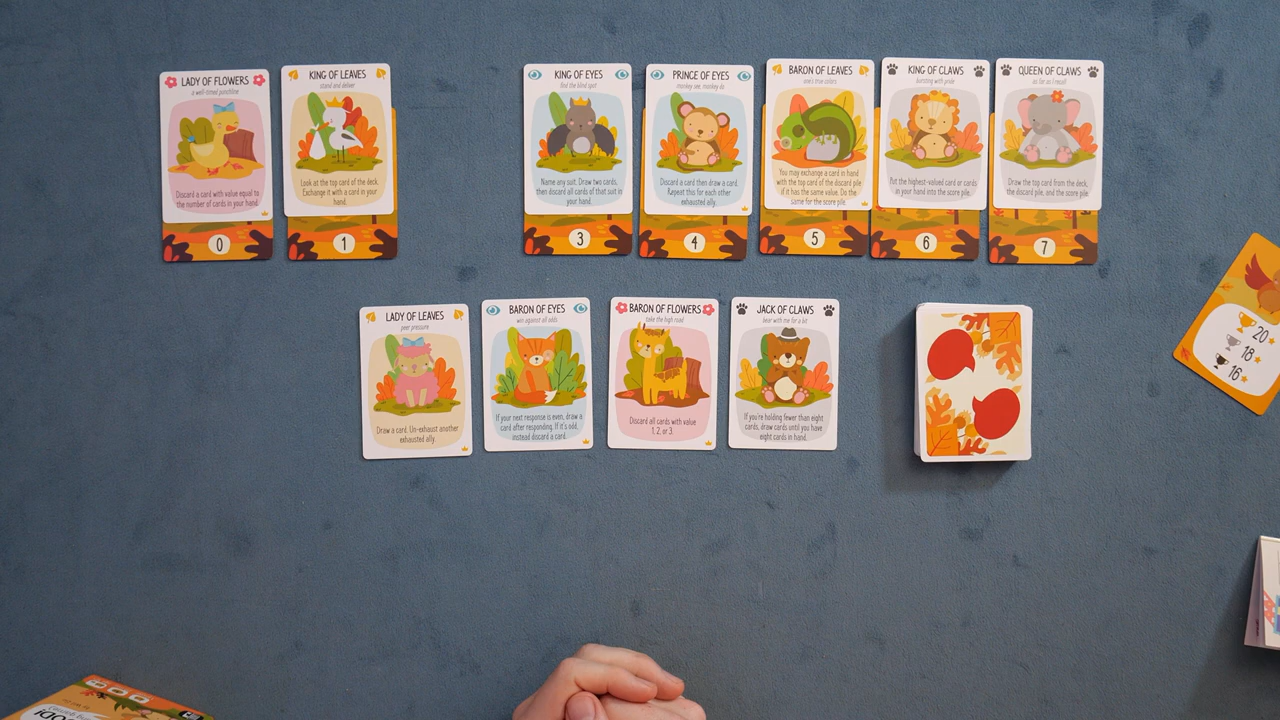 LADY OF FLOWERS
a well-timed punchline
Discard a card with value equal to
the number of cards in your hand.
0
KING OF LEAVES
stand and deliver
Look at the top card of the deck.
Exchange it with a card in your
hand.
1
KING OF EYES
find the blind spot
Name any suit. Draw two cards,
then discard all cards of that suit in
your hand.
3
PRINCE OF EYES
monkey see, monkey do
Discard a card then draw a card.
Repeat this for each other
exhausted ally.
4
BARON OF LEAVES
one's true colors
You may exchange a card in hand
with the top card of the discard pile
if it has the same value. Do the
same for the score pile.
5
KING OF CLAWS
bursting with pride
Put the highest-valued card or cards
in your hand into the score pile.
6
QUEEN OF CLAWS
as far as I recall
Draw the top card from the deck,
the discard pile, and the score pile.
7
LADY OF LEAVES
peer pressure
Draw a card. Un-exhaust another
exhausted ally.
BARON OF EYES
win against all odds
If your next response is even, draw a
card after responding. If it's odd,
instead discard a card.
BARON OF FLOWERS
take the high road
Discard all cards with value
1, 2, or 3.
JACK OF CLAWS
bear with me for a bit
If you're holding fewer than eight
cards, draw cards until you have
eight cards in hand.
20
18
16